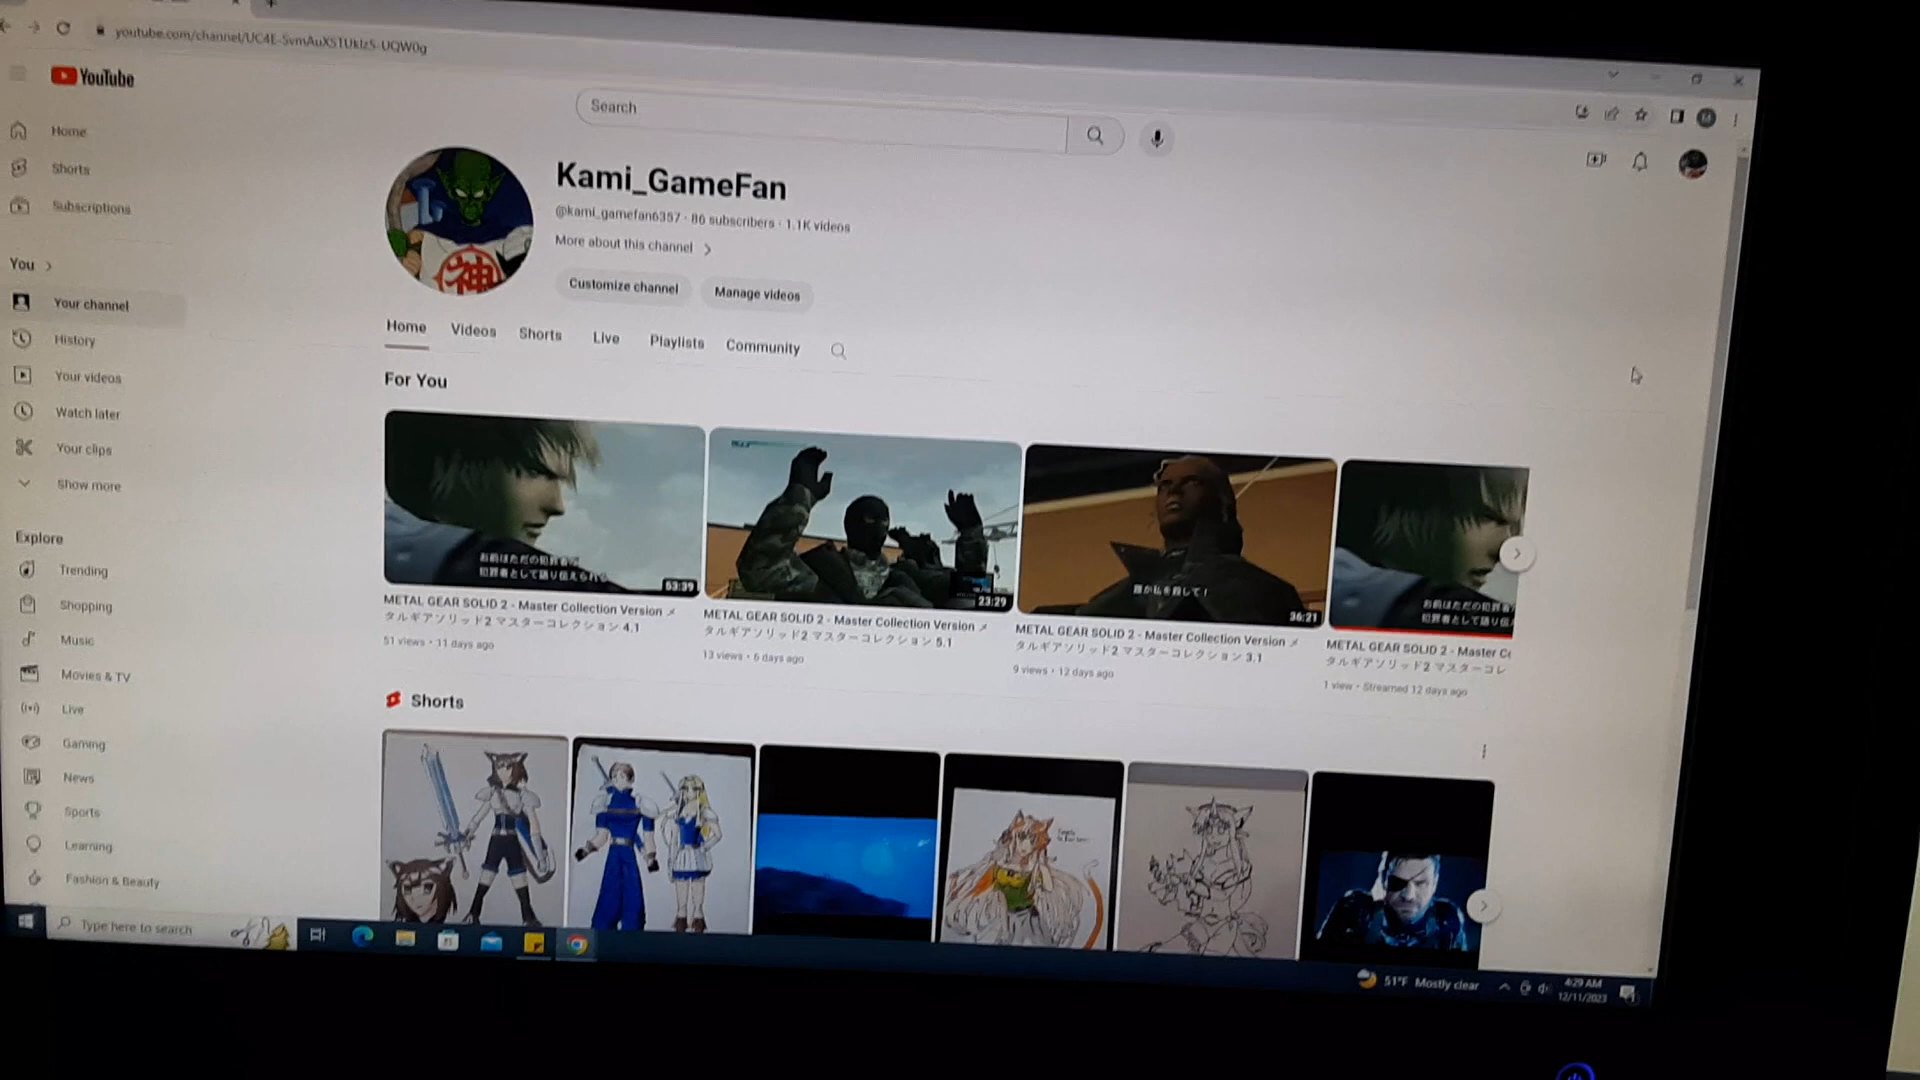 youtube.com/channel/UC4E-SvmAuXSTUklzS-UQW0g
YouTube
Search
Home
Shorts
Subscriptions
You
Your channel
History
Your videos
Watch later
Your clips
Show more
Explore
Trending
Shopping
Music
Movies & TV
Live
Gaming
News
Sports
Learning
Fashion & Beauty
Kami_GameFan
@kami_gamefan6357 · 86 subscribers · 1.1K videos
More about this channel
Customize channel
Manage videos
Home
Videos
Shorts
Live
Playlists
Community
For You
神
お前はただの犯罪者
犯罪者として語り伝えられる
53:39
METAL GEAR SOLID 2 - Master Collection Version メ
タルギアソリッド2 マスターコレクション 4.1
51 views · 11 days ago
23:29
METAL GEAR SOLID 2 - Master Collection Version メ
タルギアソリッド2 マスターコレクション 5.1
13 views · 6 days ago
誰か私を殺して！
36:21
METAL GEAR SOLID 2 - Master Collection Version メ
タルギアソリッド2 マスターコレクション 3.1
9 views · 12 days ago
お前はただの犯罪者
犯罪者として語り伝
METAL GEAR SOLID 2 - Master Cc
タルギアソリッド2 マスターコレ
1 view · Streamed 12 days ago
Shorts
Type here to search
51°F Mostly clear
4:29 AM
12/11/2023